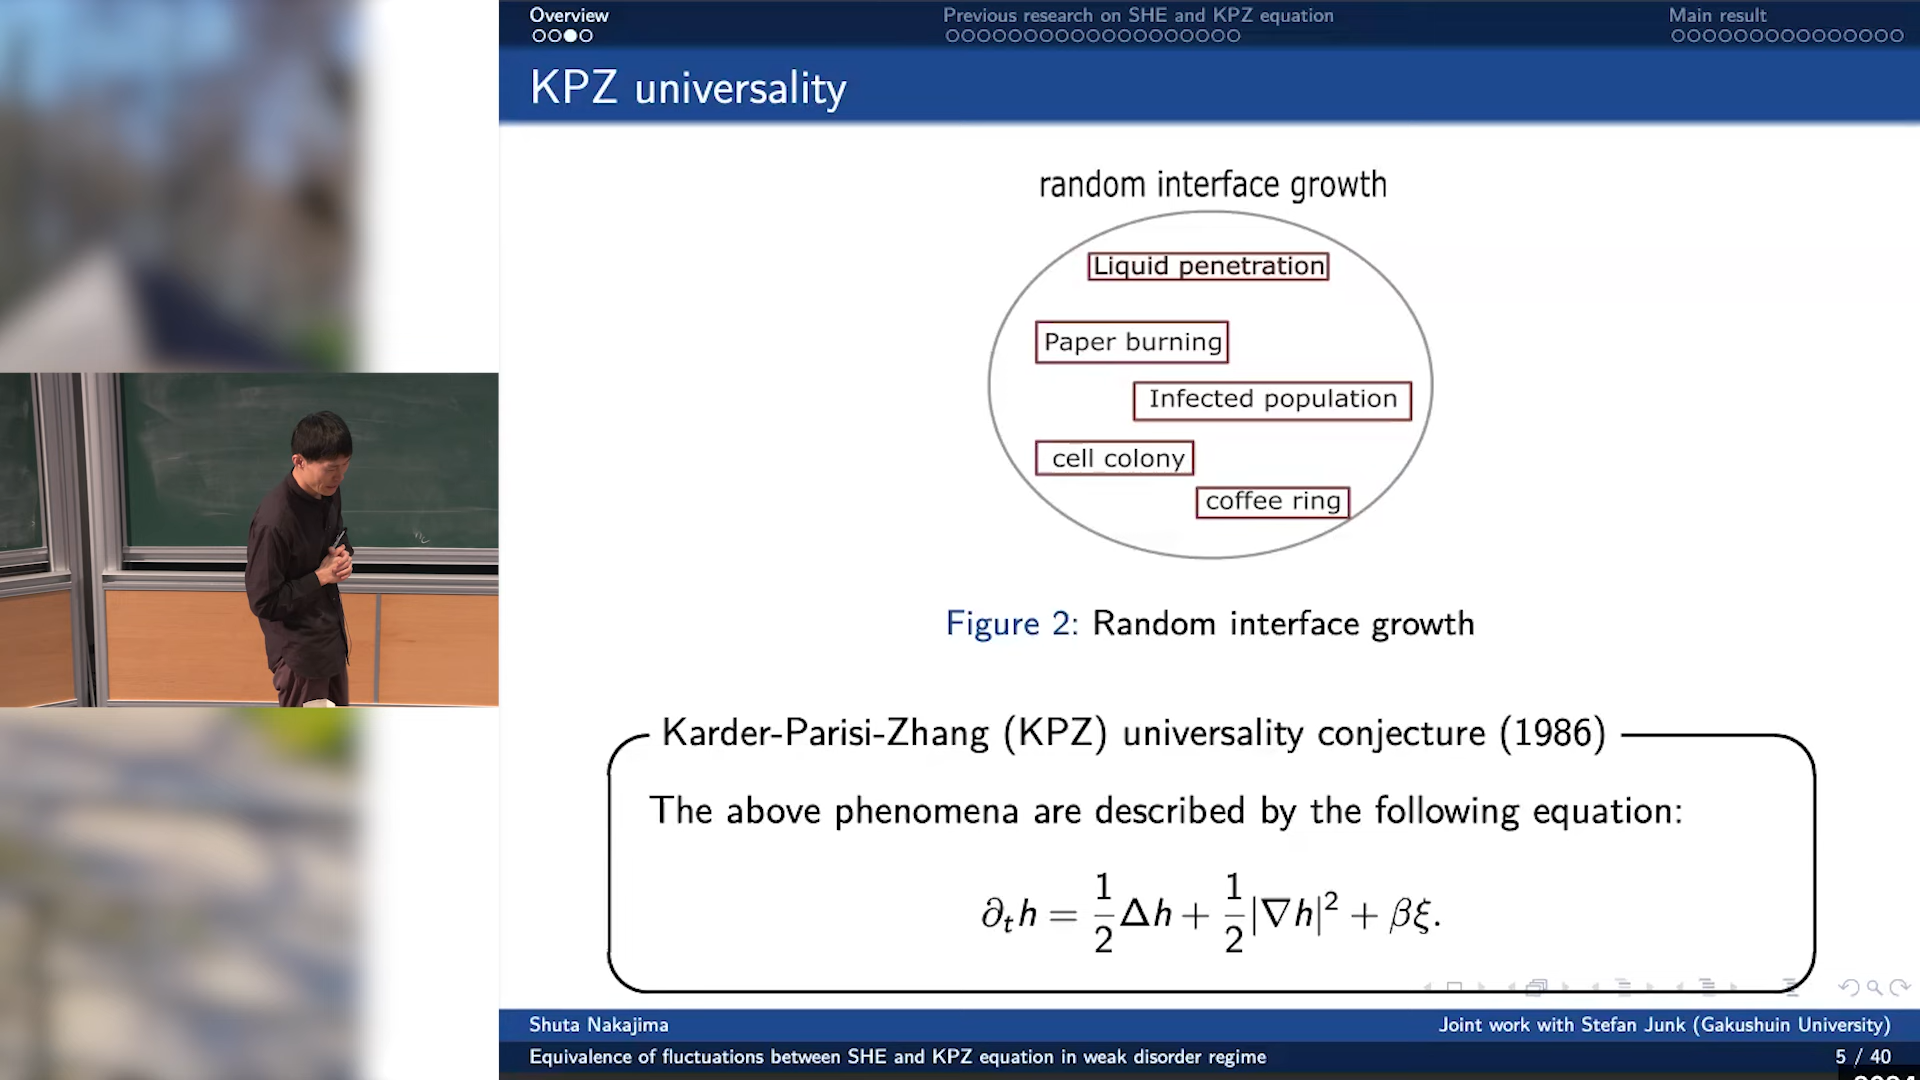 Overview
Previous research on SHE and KPZ equation
Main result
KPZ universality
random interface growth
Liquid penetration
Paper burning
Infected population
cell colony
coffee ring
Figure 2: Random interface growth
Karder-Parisi-Zhang (KPZ) universality conjecture (1986)
The above phenomena are described by the following equation:
∂ₜh = 1/2 Δh + 1/2 |∇h|² + βξ.
Shuta Nakajima
Joint work with Stefan Junk (Gakushuin University)
Equivalence of fluctuations between SHE and KPZ equation in weak disorder regime
5 / 40